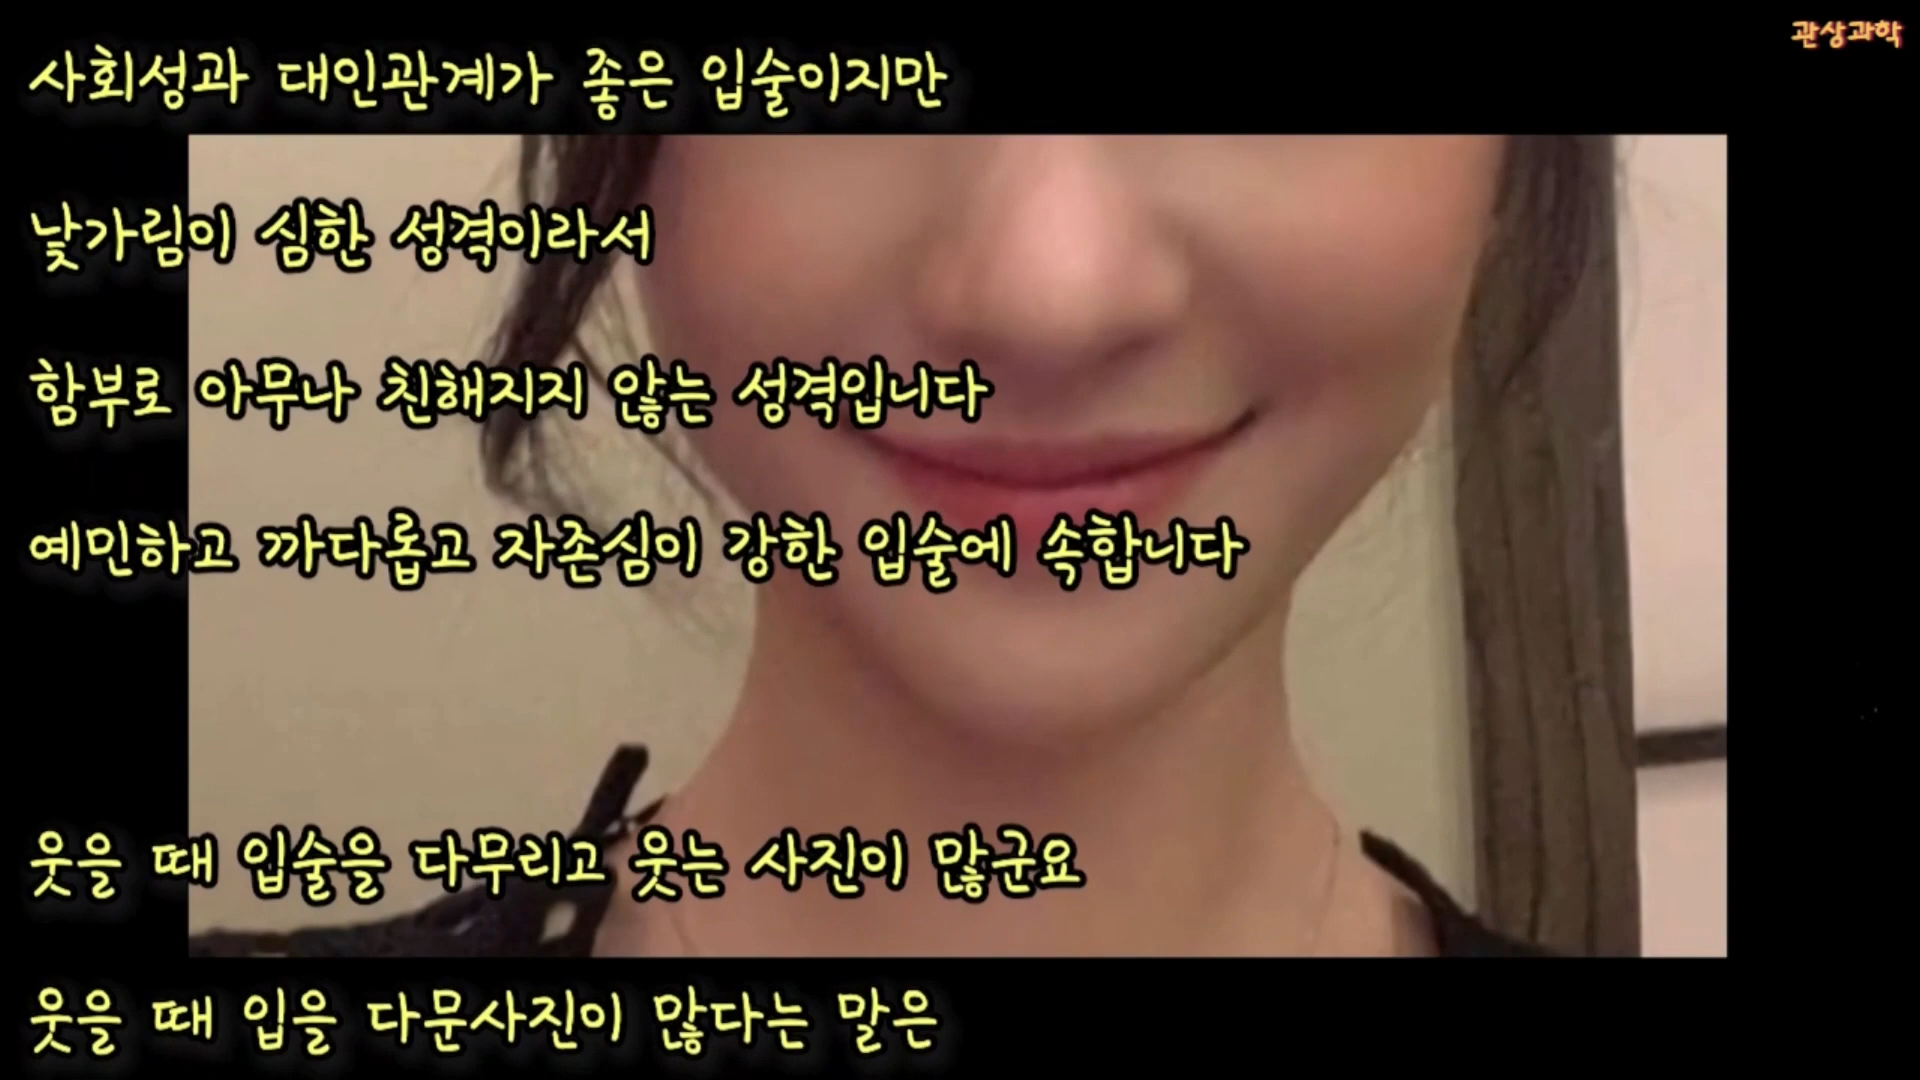 관상과학
사회성과 대인관계가 좋은 입술이지만
낯가림이 심한 성격이라서
함부로 아무나 친해지지 않는 성격입니다
예민하고 까다롭고 자존심이 강한 입술에 속합니다
웃을 때 입술을 다무리고 웃는 사진이 많군요
웃을 때 입을 다문사진이 많다는 말은